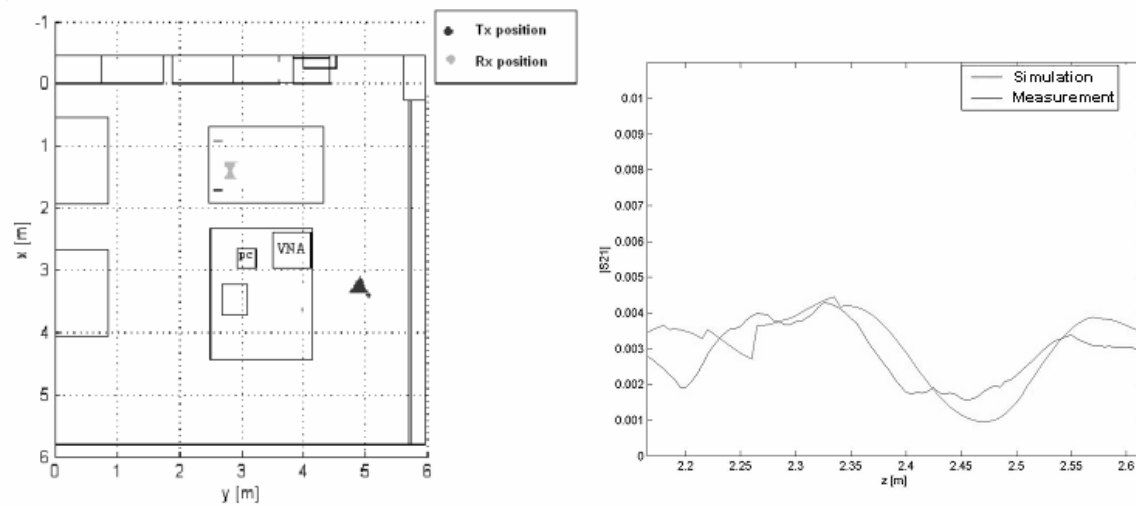 -1
0
1
2
3
4
5
6
x [m]
0 1 2 3 4 5 6
y [m]
Tx position
Rx position
pc
VNA
Simulation
Measurement
0.01
0.009
0.008
0.007
0.006
0.005
0.004
0.003
0.002
0.001
0
|S21|
2.2 2.25 2.3 2.35 2.4 2.45 2.5 2.55 2.6
z [m]